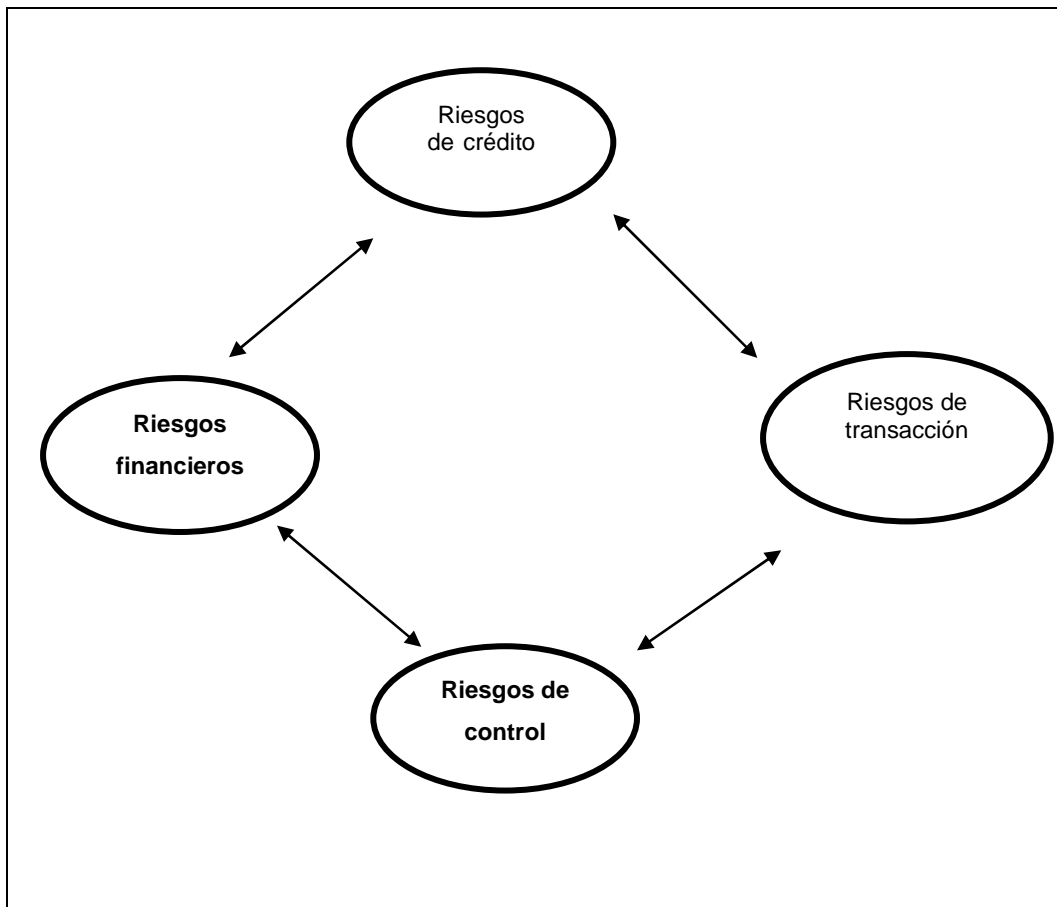 Riesgos
de crédito
Riesgos
financieros
Riesgos de
transacción
Riesgos de
control